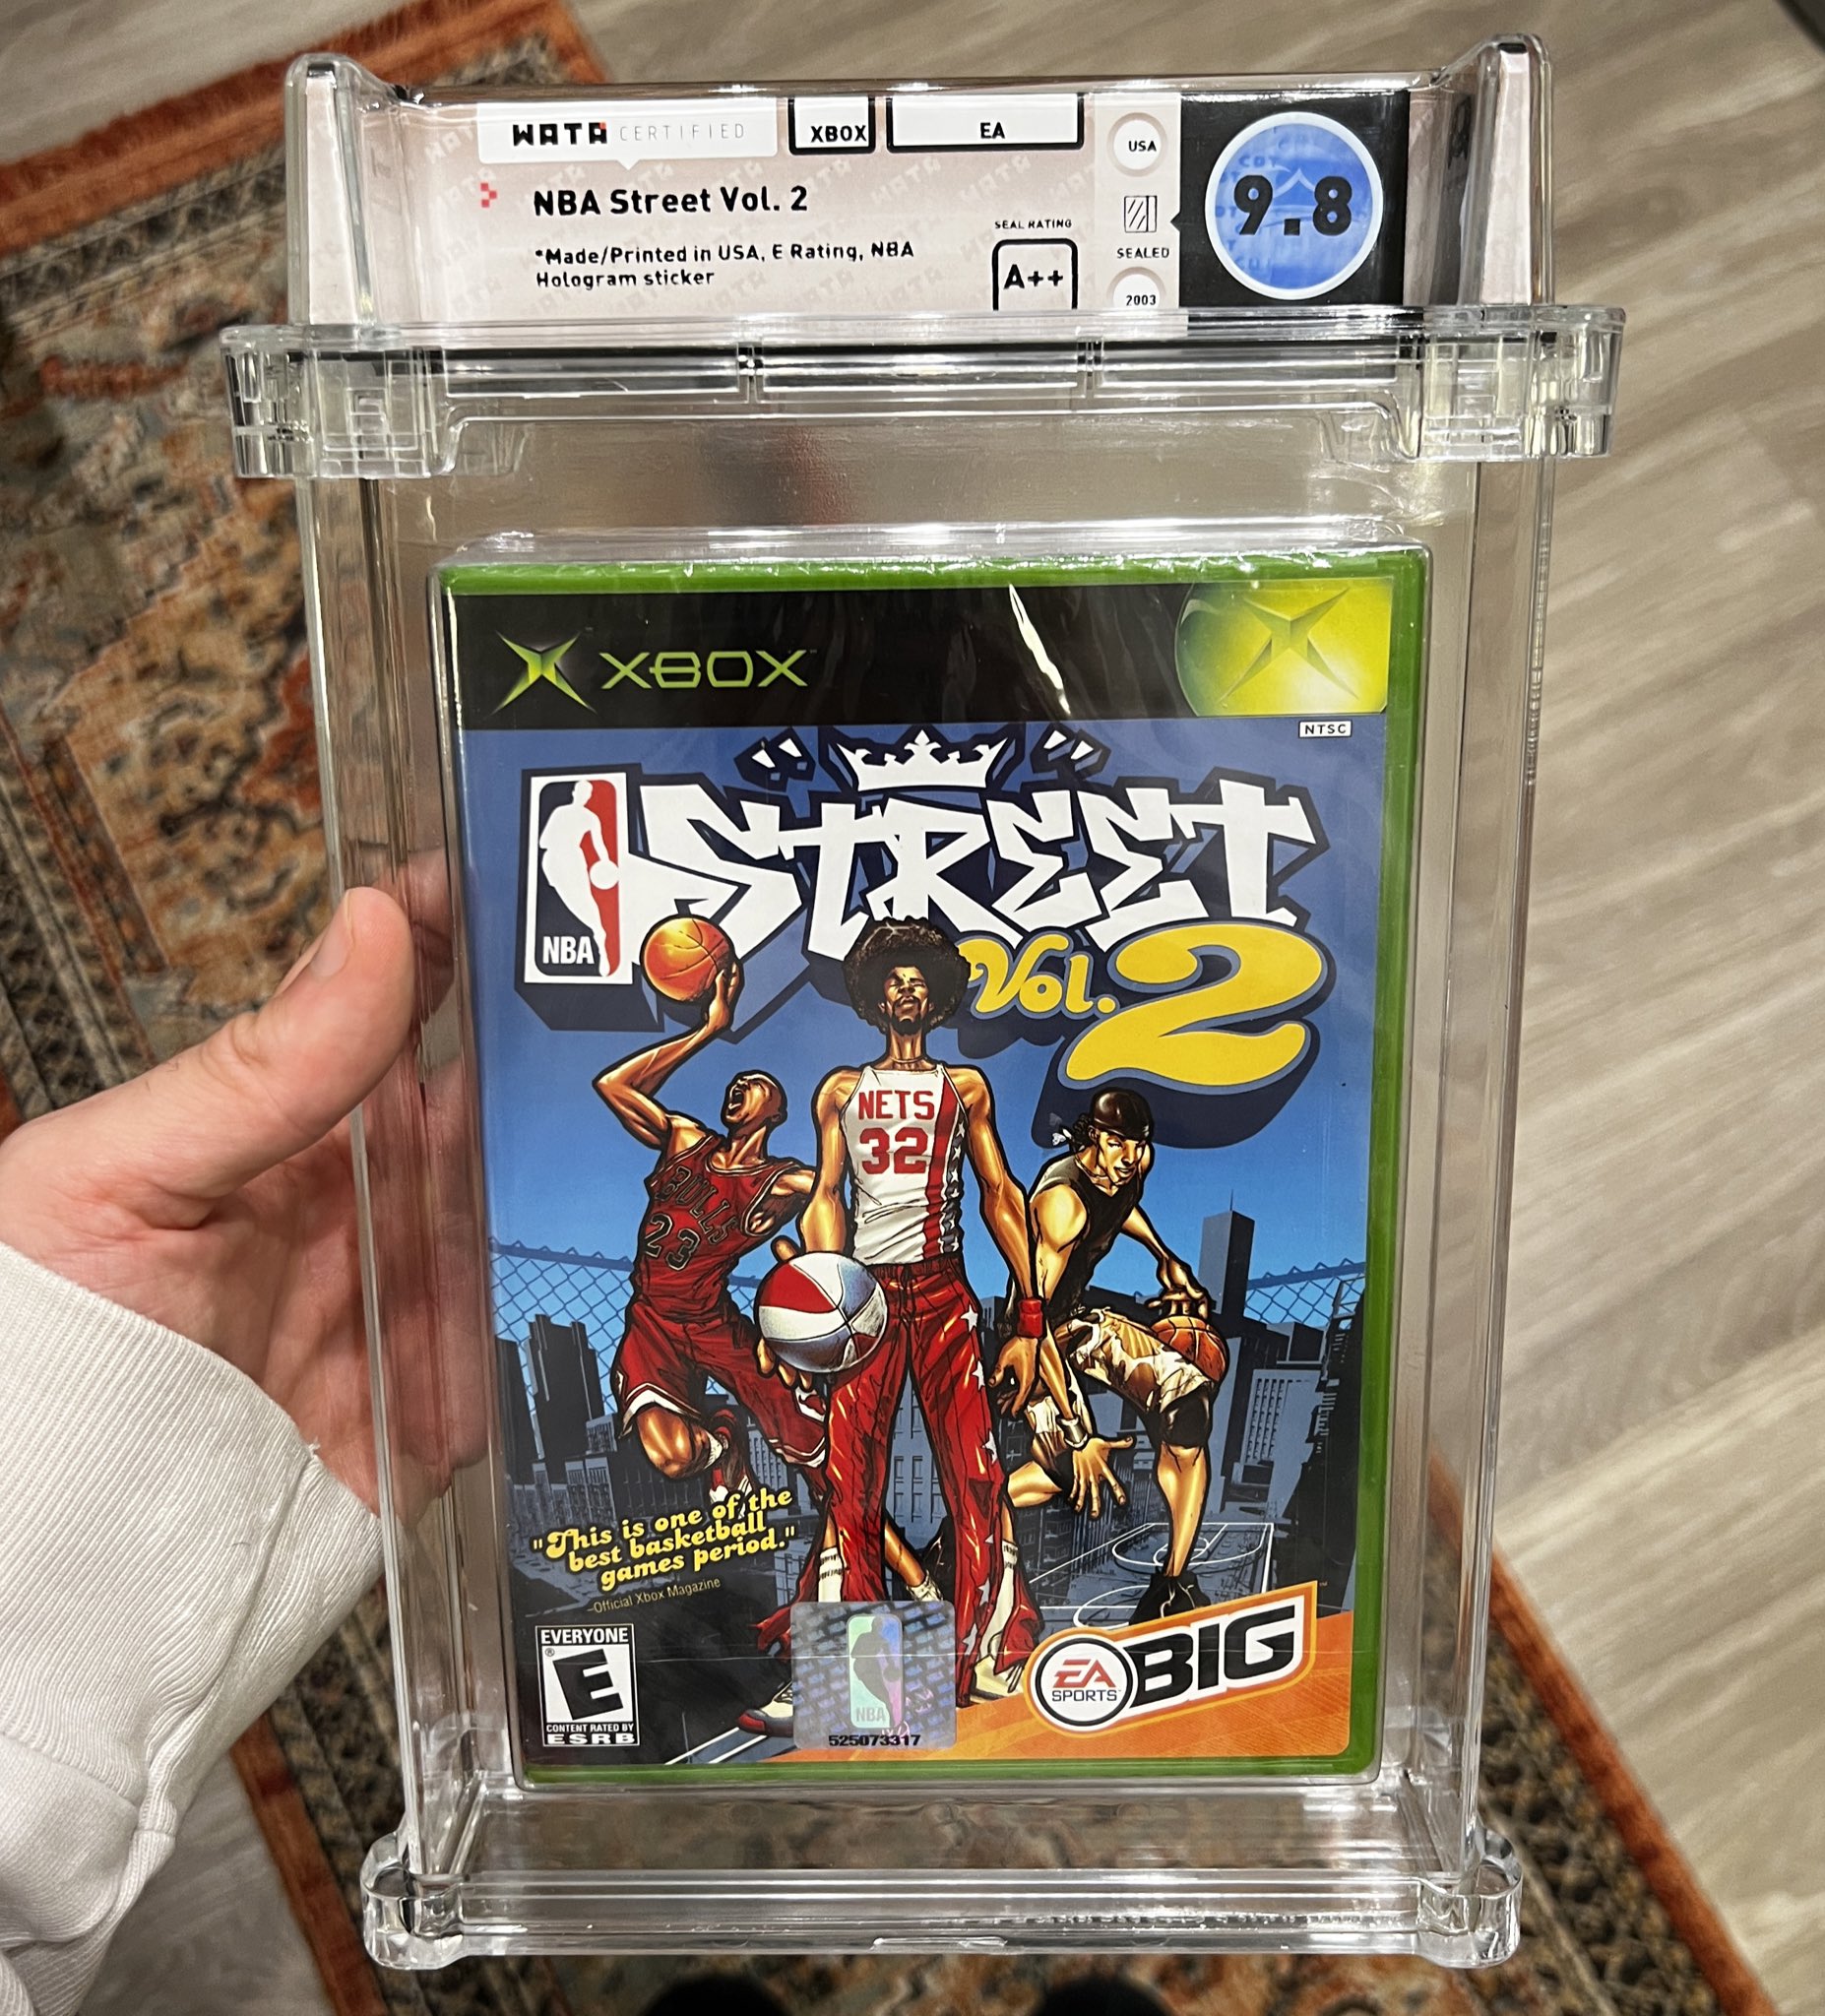 WATA CERTIFIED
XBOX
EA
USA
9.8
NBA Street Vol. 2
SEAL RATING
A++
SEALED
*Made/Printed in USA, E Rating, NBA
Hologram sticker
2003
XBOX
NTSC
NBA
STREET
Vol. 2
NETS
32
BULLS
23
"This is one of the
best basketball
games period."
–Official Xbox Magazine
EVERYONE
E
CONTENT RATED BY
ESRB
NBA
525073317
EA
SPORTS
BIG